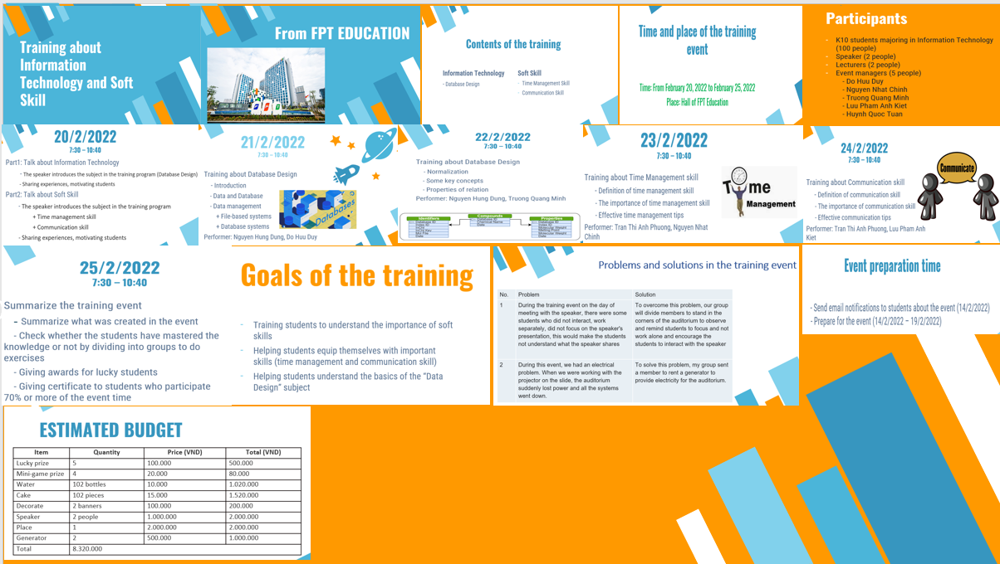 Training about
Information
Technology and Soft
Skill
From FPT EDUCATION
Contents of the training
Information Technology
- Database Design
Soft Skill
- Time Management Skill
- Communication Skill
Time and place of the training
event
Time: From February 20, 2022 to February 25, 2022
Place: Hall of FPT Education
Participants
- K10 students majoring in Information Technology
(100 people)
- Speaker (2 people)
- Lecturers (2 people)
- Event managers (5 people)
- Do Huu Duy
- Nguyen Nhat Chinh
- Truong Quang Minh
- Luu Pham Anh Kiet
- Huynh Quoc Tuan
20/2/2022
7:30 – 10:40
Part1: Talk about Information Technology
- The speaker introduces the subject in the training program (Database Design)
- Sharing experiences, motivating students
Part2: Talk about Soft Skill
- The speaker introduces the subject in the training program
+ Time management skill
+ Communication skill
- Sharing experiences, motivating students
21/2/2022
7:30 – 10:40
Training about Database Design
- Introduction
- Data and Database
- Data management
+ File-based systems
+ Database systems
Performer: Nguyen Hung Dung, Do Huu Duy
Databases
22/2/2022
7:30 – 10:40
Training about Database Design
- Normalization
- Some key concepts
- Properties of relation
Performer: Nguyen Hung Dung, Truong Quang Minh
Identifiers
Compounds
Properties
23/2/2022
7:30 – 10:40
Training about Time Management skill
- Definition of time management skill
- The importance of time management skill
- Effective time management tips
Performer: Tran Thi Anh Phuong, Nguyen Nhat
Chinh
Time
Management
24/2/2022
7:30 – 10:40
Training about Communication skill
- Definition of communication skill
- The importance of communication skill
- Effective communication tips
Performer: Tran Thi Anh Phuong, Luu Pham Anh
Kiet
Communicate
25/2/2022
7:30 – 10:40
Summarize the training event
- Summarize what was created in the event
- Check whether the students have mastered the
knowledge or not by dividing into groups to do
exercises
- Giving awards for lucky students
- Giving certificate to students who participate
70% or more of the event time
Goals of the training
- Training students to understand the importance of soft
skills
- Helping students equip themselves with important
skills (time management and communication skill)
- Helping students understand the basics of the “Data
Design” subject
Problems and solutions in the training event
No. Problem Solution
1 During the training event on the day of
meeting with the speaker, there were some
students who did not interact, work
separately, did not focus on the speaker's
presentation, this would make the students
not understand what the speaker shares
To overcome this problem, our group
will divide members to stand in the
corners of the auditorium to observe
and remind students to focus and not
work alone and encourage the
students to interact with the speaker
2 During this event, we had an electrical
problem. When we were working with the
projector on the slide, the auditorium
suddenly lost power and all the systems
went down.
To solve this problem, my group sent
a member to rent a generator to
provide electricity for the auditorium.
Event preparation time
- Send email notifications to students about the event (14/2/2022)
- Prepare for the event (14/2/2022 – 19/2/2022)
ESTIMATED BUDGET
Item Quantity Price (VND) Total (VND)
Lucky prize 5 100.000 500.000
Mini-game prize 4 20.000 80.000
Water 102 bottles 10.000 1.020.000
Cake 102 pieces 15.000 1.520.000
Decorate 2 banners 100.000 200.000
Speaker 2 people 1.000.000 2.000.000
Place 1 2.000.000 2.000.000
Generator 2 500.000 1.000.000
Total 8.320.000